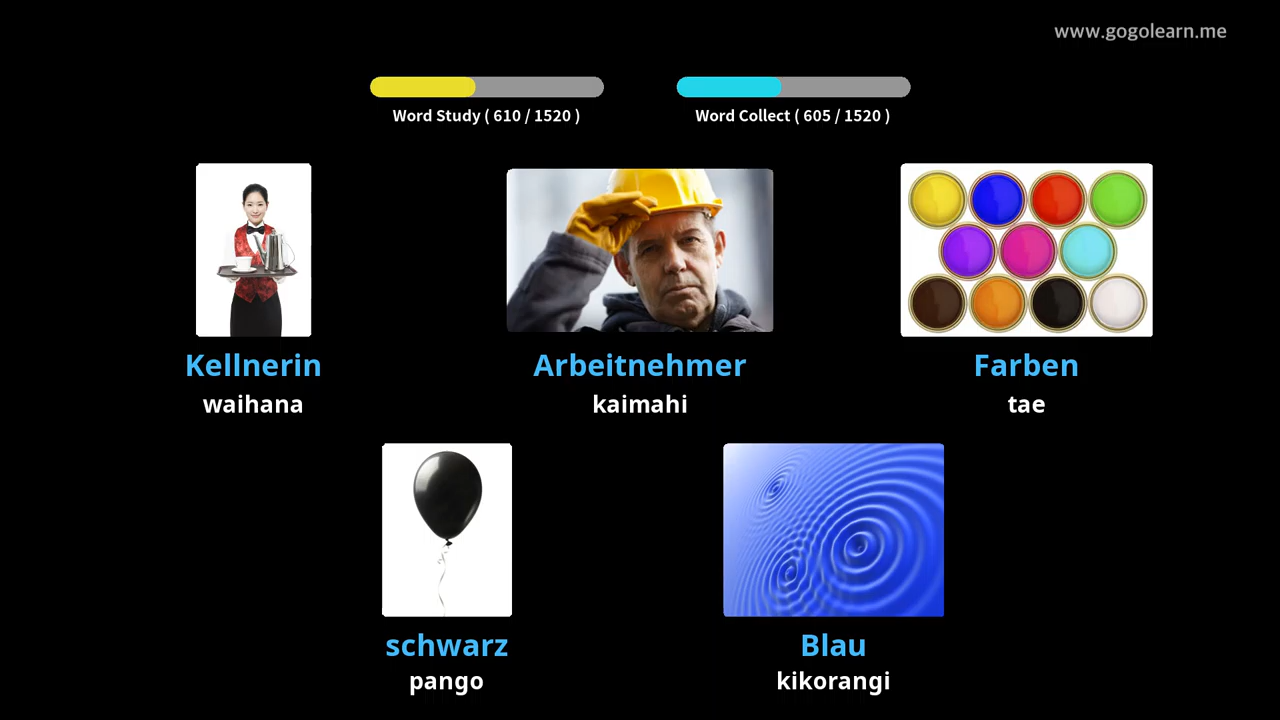 www.gogolearn.me
Word Study ( 610 / 1520 )
Word Collect ( 605 / 1520 )
Kellnerin
waihana
Arbeitnehmer
kaimahi
Farben
tae
schwarz
pango
Blau
kikorangi